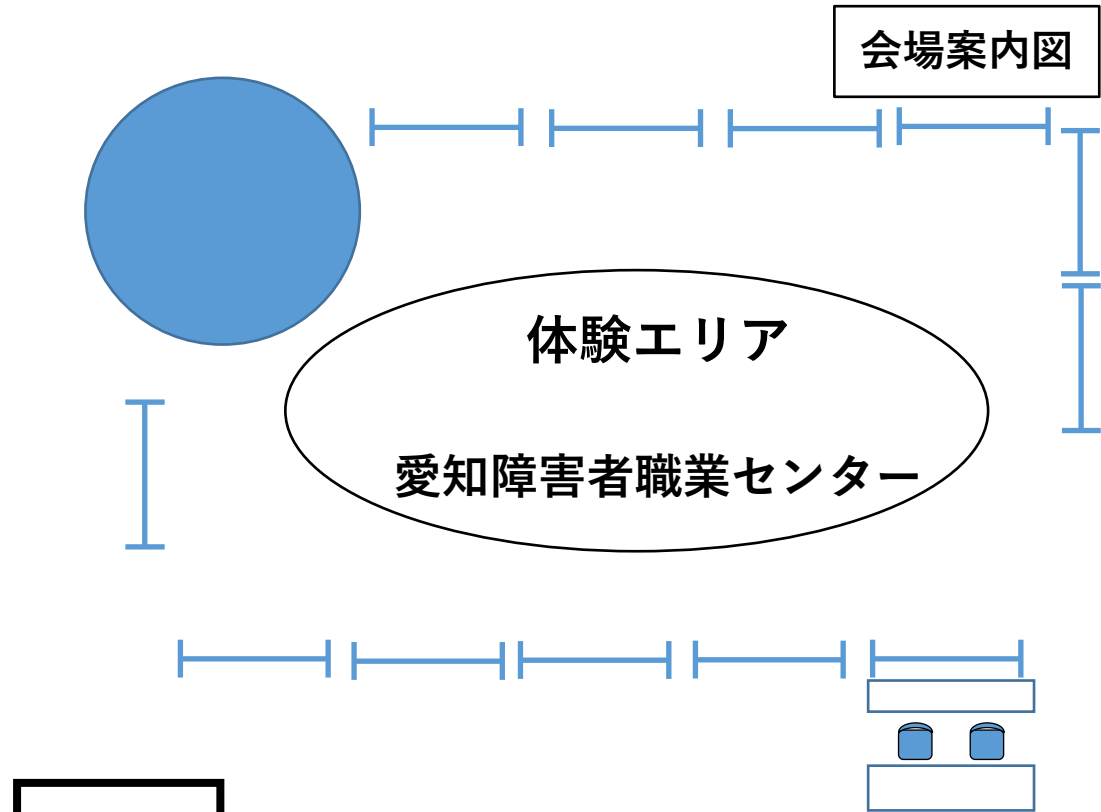 会場案内図
体験エリア
愛知障害者職業センター